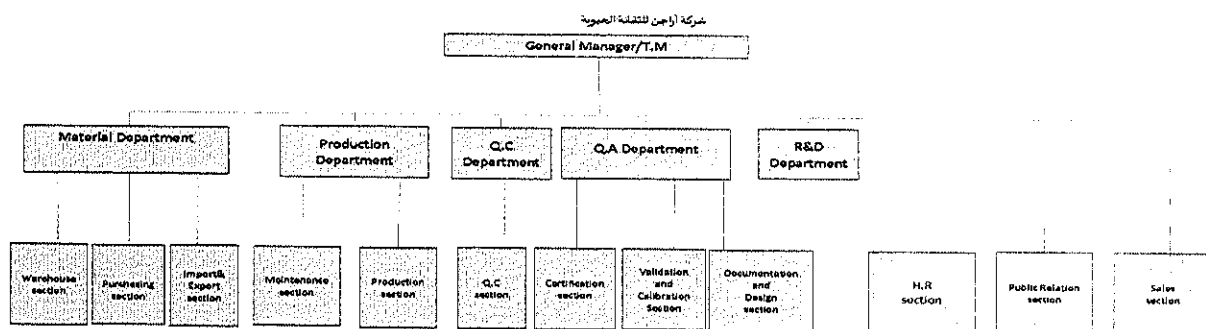 شركة آراجن للتقانة الحيوية
General Manager/T.M
Material Department
Production
Department
Q.C
Department
Q.A Department
R&D
Department
Warehouse
section
Purshasing
section
Import&
Export
section
Maintenance
section
Production
section
Q.C
section
Certification
section
Validation
and
Calibration
Section
Documentation
and
Design
section
H.R
section
Public Relation
section
Sales
section